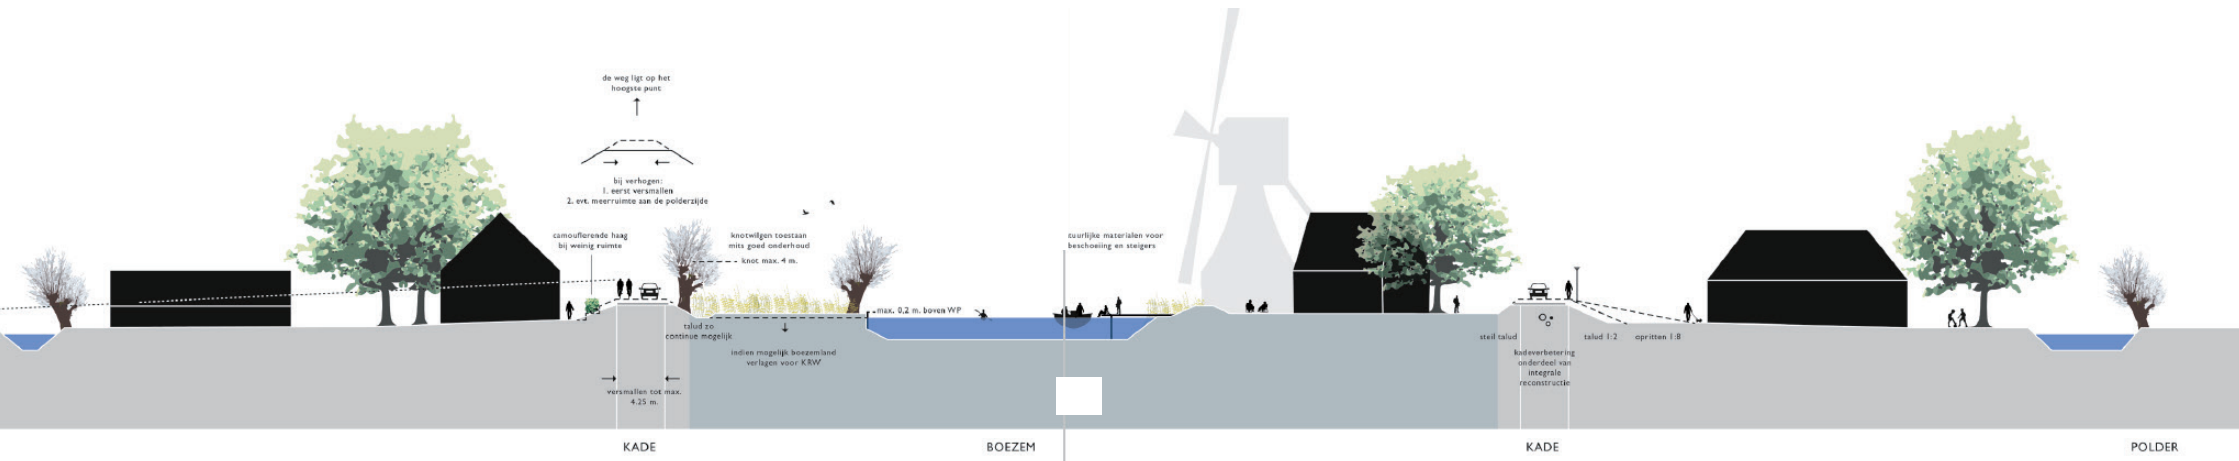 de weg ligt op het
hoogste punt
bij verhogen:
1. eerst versmallen
2. evt. meerruimte aan de polderzijde
camouflerende haag
bij weinig ruimte
knotwilgen toestaan
mits goed onderhoud
knot max. 4 m.
tuurlijke materialen voor
beschoeiing en steigers
max. 0,2 m. boven WP
talud zo
continue mogelijk
indien mogelijk boezemland
verlagen voor KRW
versmallen tot max.
4.25 m.
steil talud
talud 1:2
opritten 1:8
kadeverbetering
onderdeel van
integrale
reconstructie
KADE
BOEZEM
KADE
POLDER